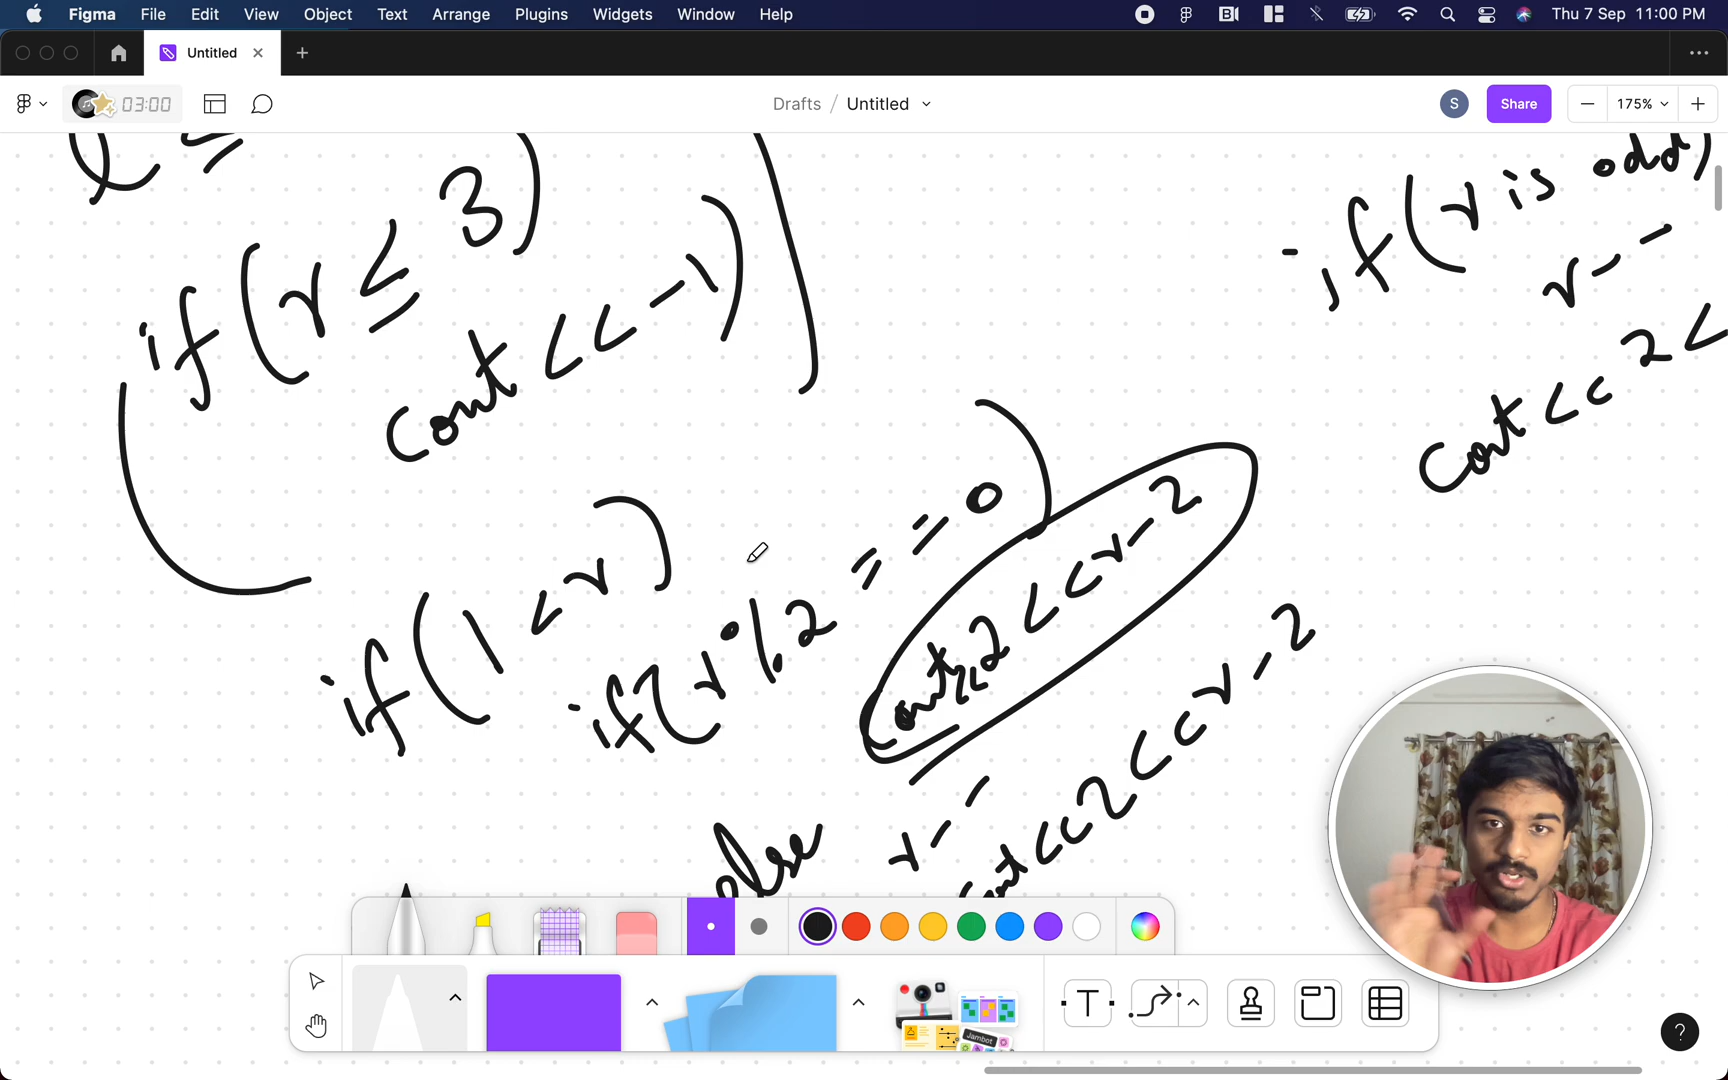 Figma File Edit View Object Text Arrange Plugins Widgets Window Help
Thu 7 Sep 11:00 PM
Untitled
03:00
Drafts / Untitled
S
Share
175%
l ≤
if(r ≤ 3)
cout << -1)
if(l < r)
if(r % 2 == 0)
cout << 2 << r - 2
else
r--
cout << 2 << r - 2
if(r is odd)
r--
cout << 2 <
T
Jambot
?